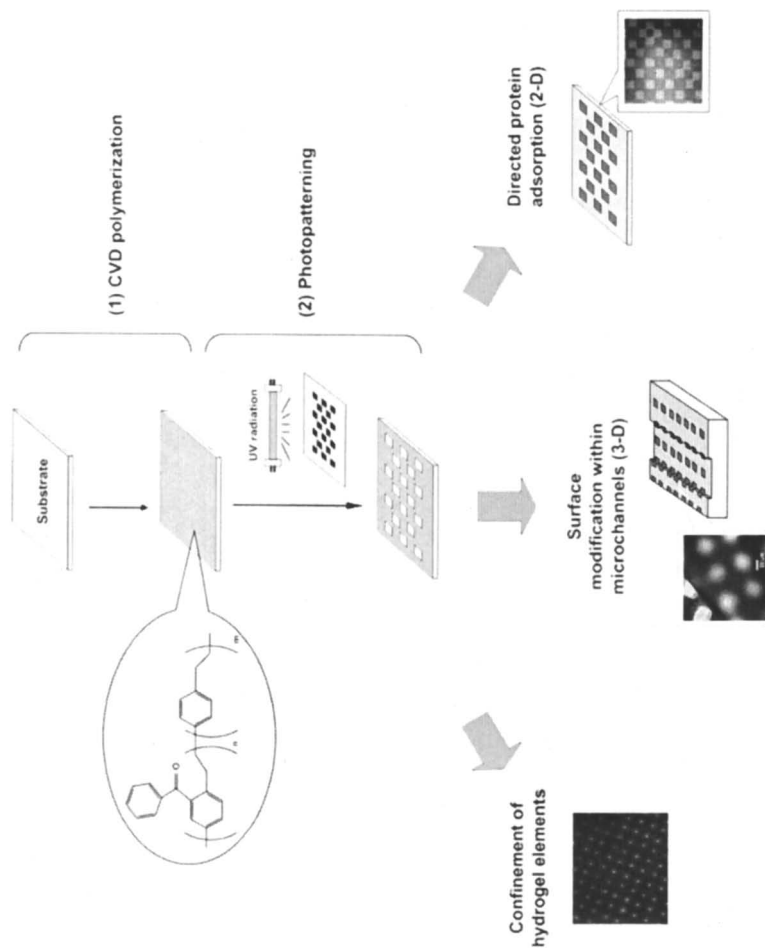 Substrate
(1) CVD polymerization
O
n
m
UV radiation
(2) Photopatterning
Confinement of
hydrogel elements
Surface
modification within
microchannels (3-D)
Directed protein
adsorption (2-D)